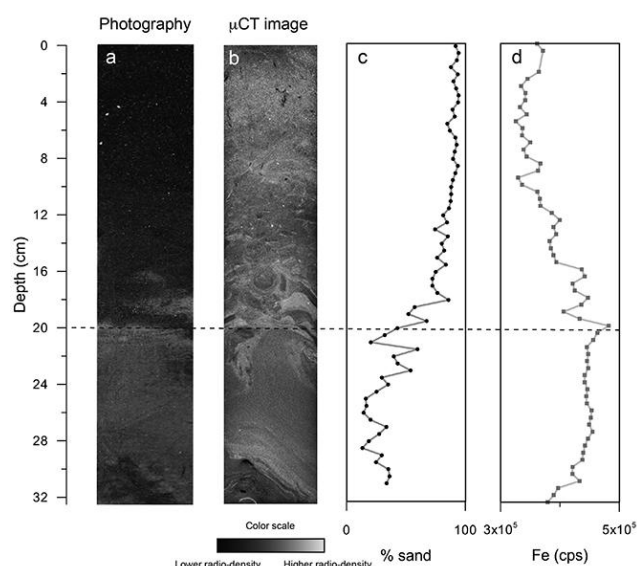 Photography
µCT image
a
b
c
d
0
4
8
12
16
20
24
28
32
Depth (cm)
0
100
% sand
3x10⁵
5x10⁵
Fe (cps)
Color scale
Lower radio-density
Higher radio-density